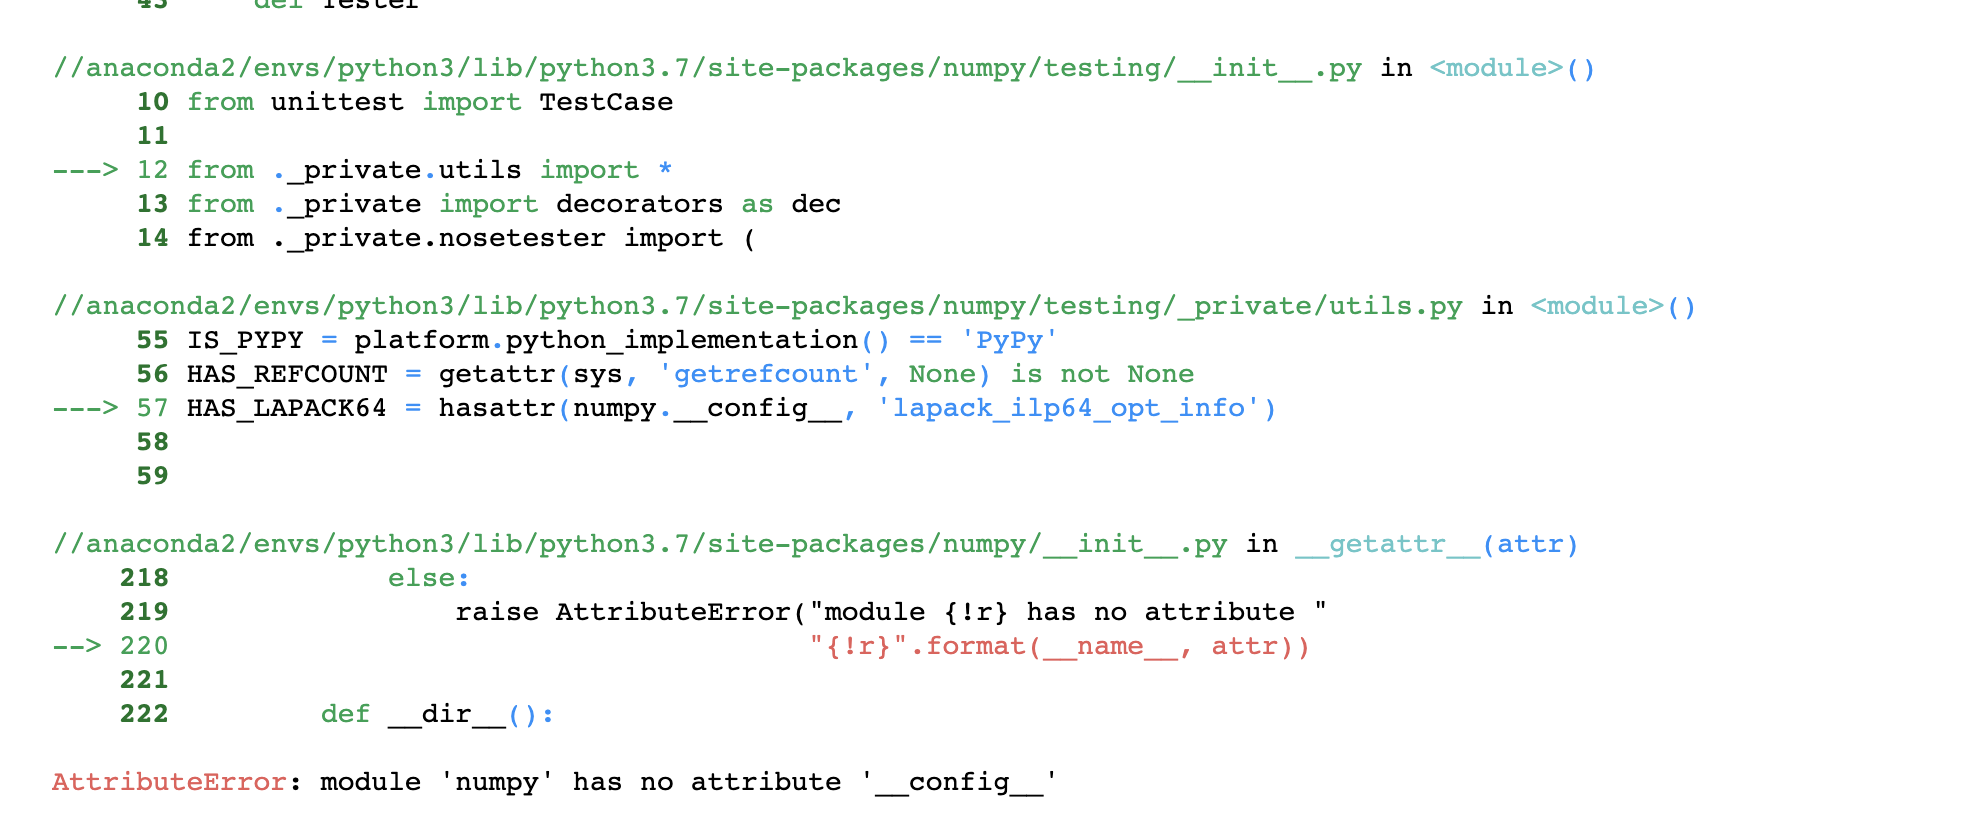 43     def Tester
//anaconda2/envs/python3/lib/python3.7/site-packages/numpy/testing/__init__.py in <module>()
     10 from unittest import TestCase
     11
---> 12 from ._private.utils import *
     13 from ._private import decorators as dec
     14 from ._private.nosetester import (
//anaconda2/envs/python3/lib/python3.7/site-packages/numpy/testing/_private/utils.py in <module>()
     55 IS_PYPY = platform.python_implementation() == 'PyPy'
     56 HAS_REFCOUNT = getattr(sys, 'getrefcount', None) is not None
---> 57 HAS_LAPACK64 = hasattr(numpy.__config__, 'lapack_ilp64_opt_info')
     58
     59
//anaconda2/envs/python3/lib/python3.7/site-packages/numpy/__init__.py in __getattr__(attr)
    218             else:
    219                 raise AttributeError("module {!r} has no attribute "
--> 220                                      "{!r}".format(__name__, attr))
    221
    222         def __dir__():
AttributeError: module 'numpy' has no attribute '__config__'